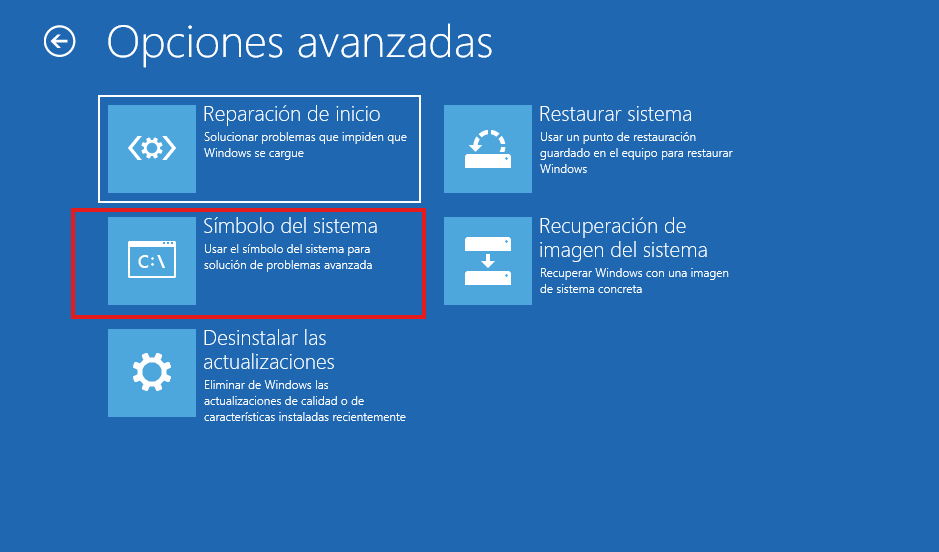 Opciones avanzadas
Reparación de inicio
Solucionar problemas que impiden que
Windows se cargue
Restaurar sistema
Usar un punto de restauración
guardado en el equipo para restaurar
Windows
C:\
Símbolo del sistema
Usar el símbolo del sistema para
solución de problemas avanzada
Recuperación de
imagen del sistema
Recuperar Windows con una imagen
de sistema concreta
Desinstalar las
actualizaciones
Eliminar de Windows las
actualizaciones de calidad o de
características instaladas recientemente